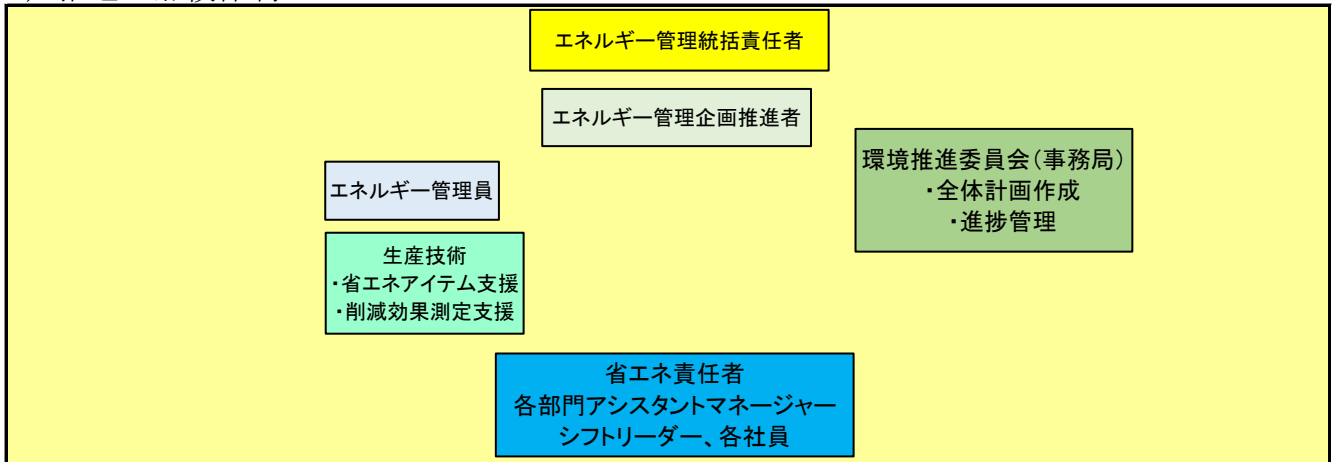 エネルギー管理統括責任者
エネルギー管理企画推進者
環境推進委員会(事務局)
・全体計画作成
・進捗管理
エネルギー管理員
生産技術
・省エネアイテム支援
・削減効果測定支援
省エネ責任者
各部門アシスタントマネージャー
シフトリーダー、各社員